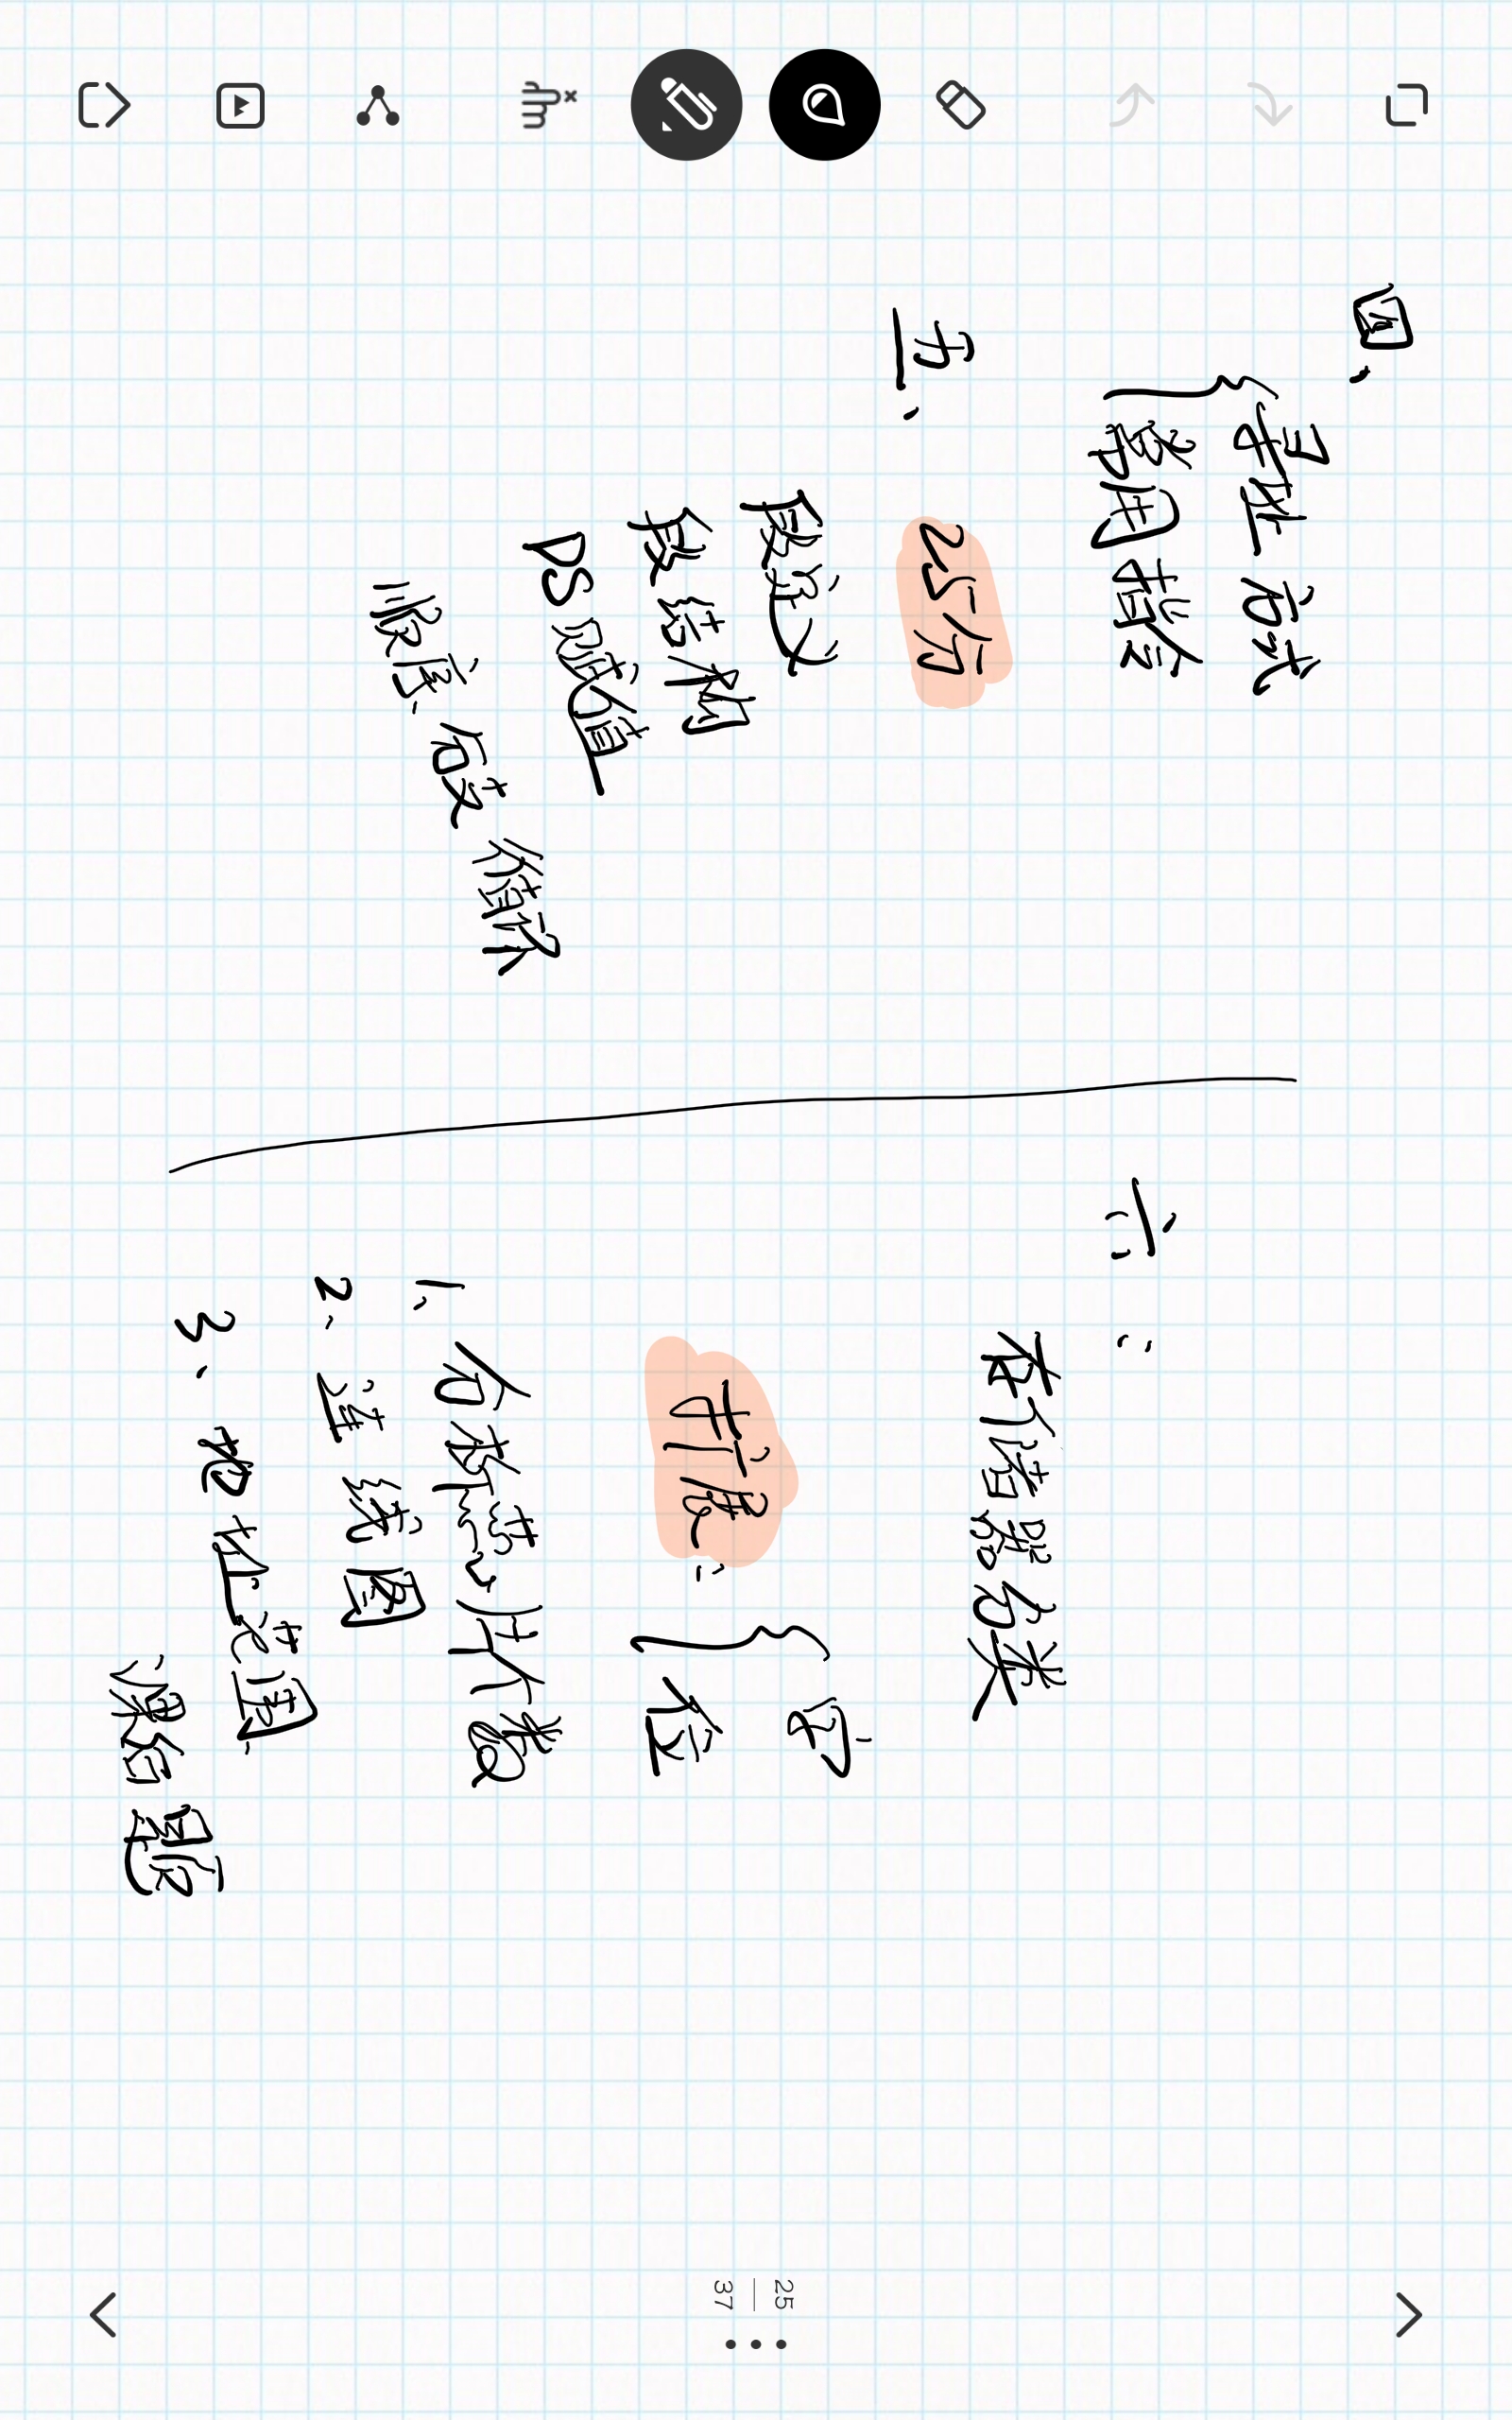 四、
寻址方式
常用指令
五、 25分
段定义
段结构
DS赋值
顺序、分支 循环
六：
存储器分类
扩展：
字
位
1、分析芯片个数
2、连线图
3、地址范围、
课后题
25
37